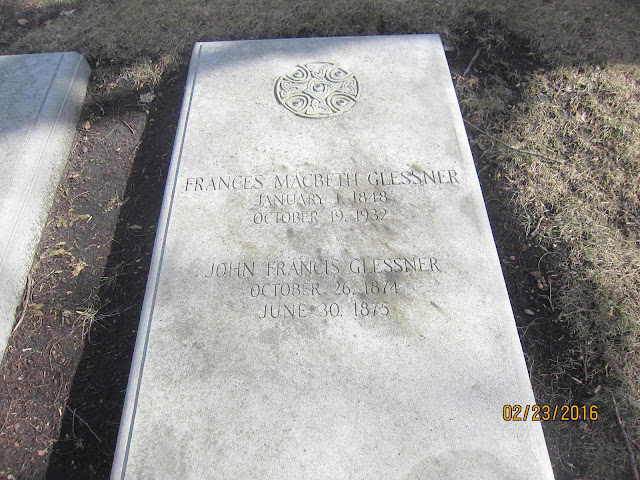 FRANCES MACBETH GLESSNER
JANUARY 1, 1848
OCTOBER 19, 1932
JOHN FRANCIS GLESSNER
OCTOBER 26, 1874
JUNE 30, 1875
02/23/2016